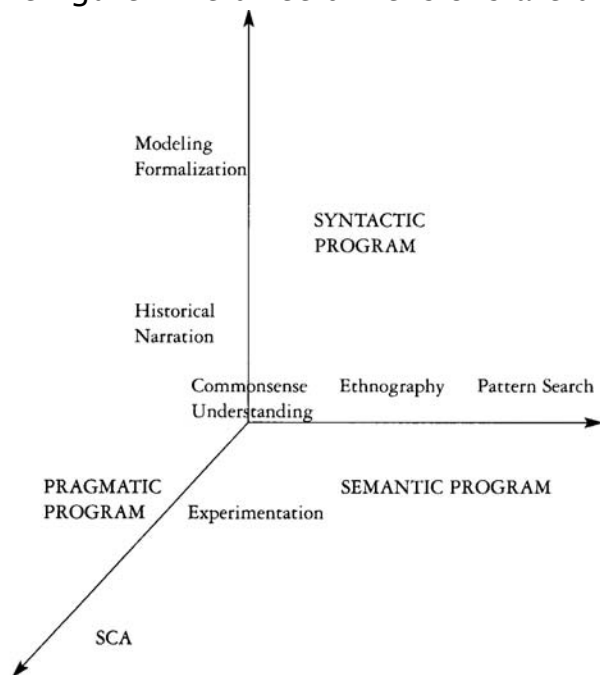 Modeling
Formalization
SYNTACTIC
PROGRAM
Historical
Narration
Commonsense Ethnography Pattern Search
Understanding
PRAGMATIC
PROGRAM
SEMANTIC PROGRAM
Experimentation
SCA